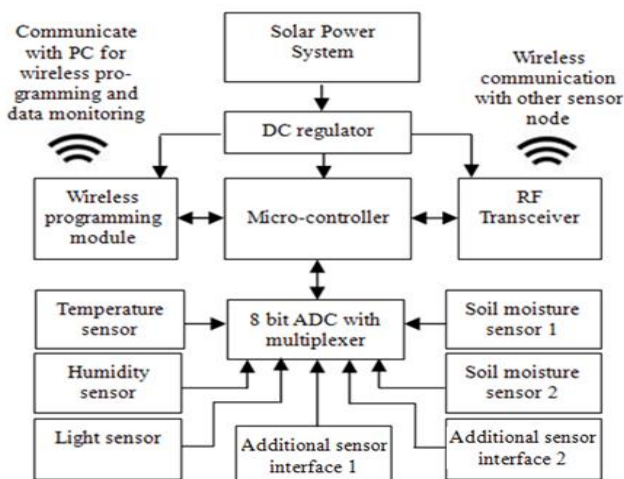 Communicate
with PC for
wireless pro-
gramming and
data monitoring
Solar Power
System
Wireless
communication
with other sensor
node
DC regulator
Wireless
programming
module
Micro-controller
RF
Transceiver
Temperature
sensor
8 bit ADC with
multiplexer
Soil moisture
sensor 1
Humidity
sensor
Soil moisture
sensor 2
Light sensor
Additional sensor
interface 1
Additional sensor
interface 2